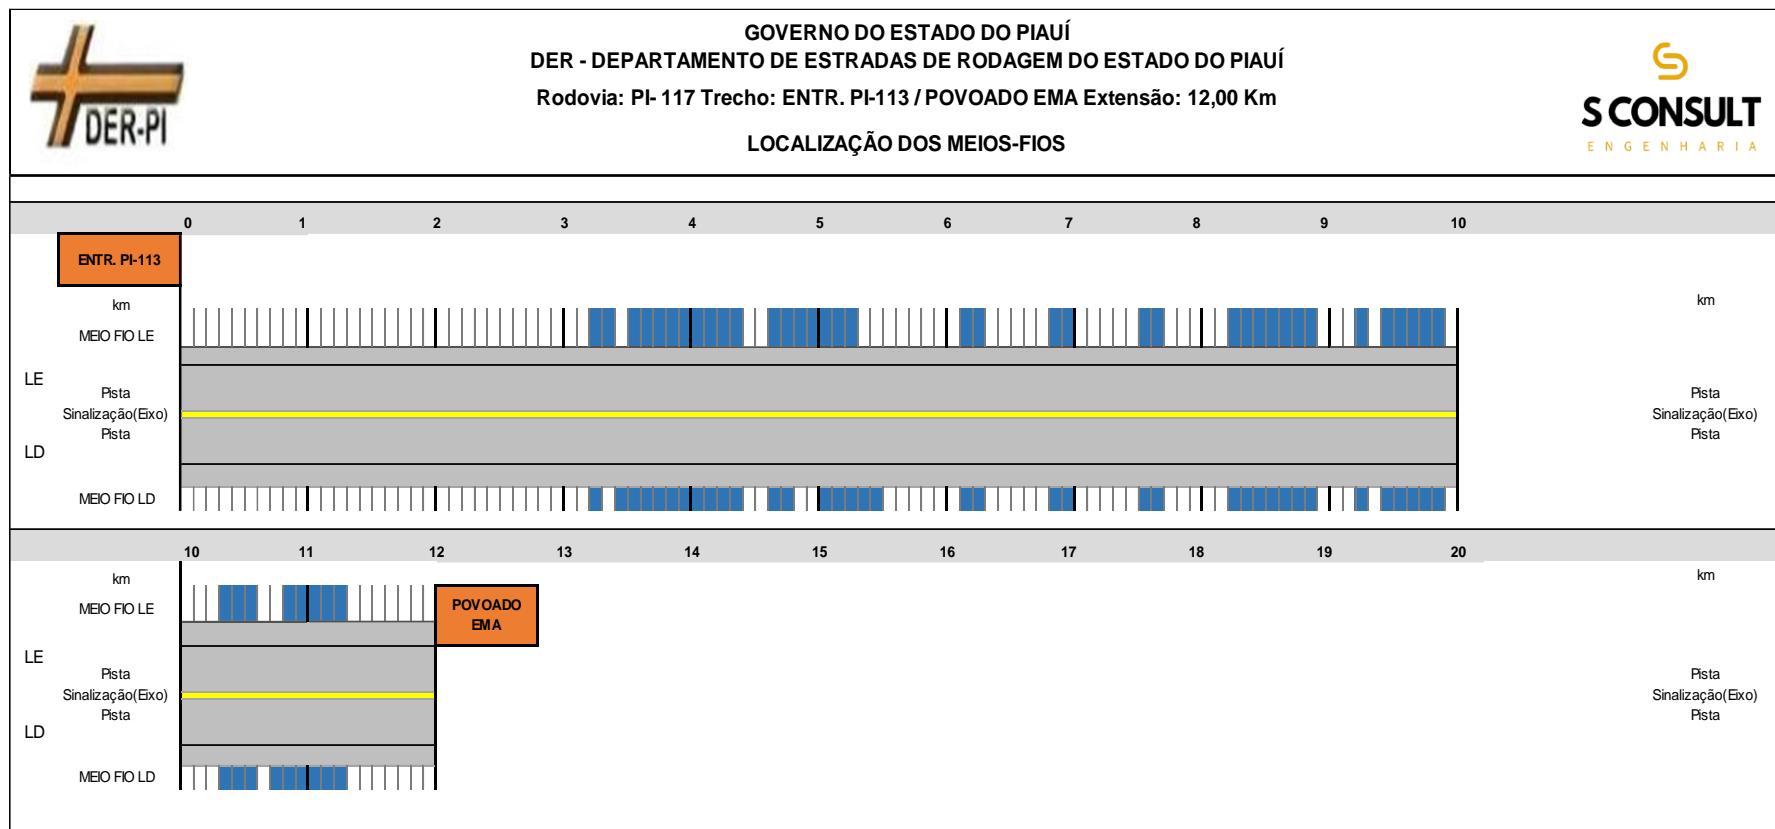 GOVERNO DO ESTADO DO PIAUÍ
DER - DEPARTAMENTO DE ESTRADAS DE RODAGEM DO ESTADO DO PIAUÍ
Rodovia: PI- 117 Trecho: ENTR. PI-113 / POVOADO EMA Extensão: 12,00 Km
LOCALIZAÇÃO DOS MEIOS-FIOS
DER-PI
S CONSULT
ENGENHARIA
0 1 2 3 4 5 6 7 8 9 10
ENTR. PI-113
km km
MEIO FIO LE
LE
Pista Pista
Sinalização(Eixo) Sinalização(Eixo)
Pista Pista
LD
MEIO FIO LD
10 11 12 13 14 15 16 17 18 19 20
km km
MEIO FIO LE
POVOADO
EMA
LE
Pista Pista
Sinalização(Eixo) Sinalização(Eixo)
Pista Pista
LD
MEIO FIO LD